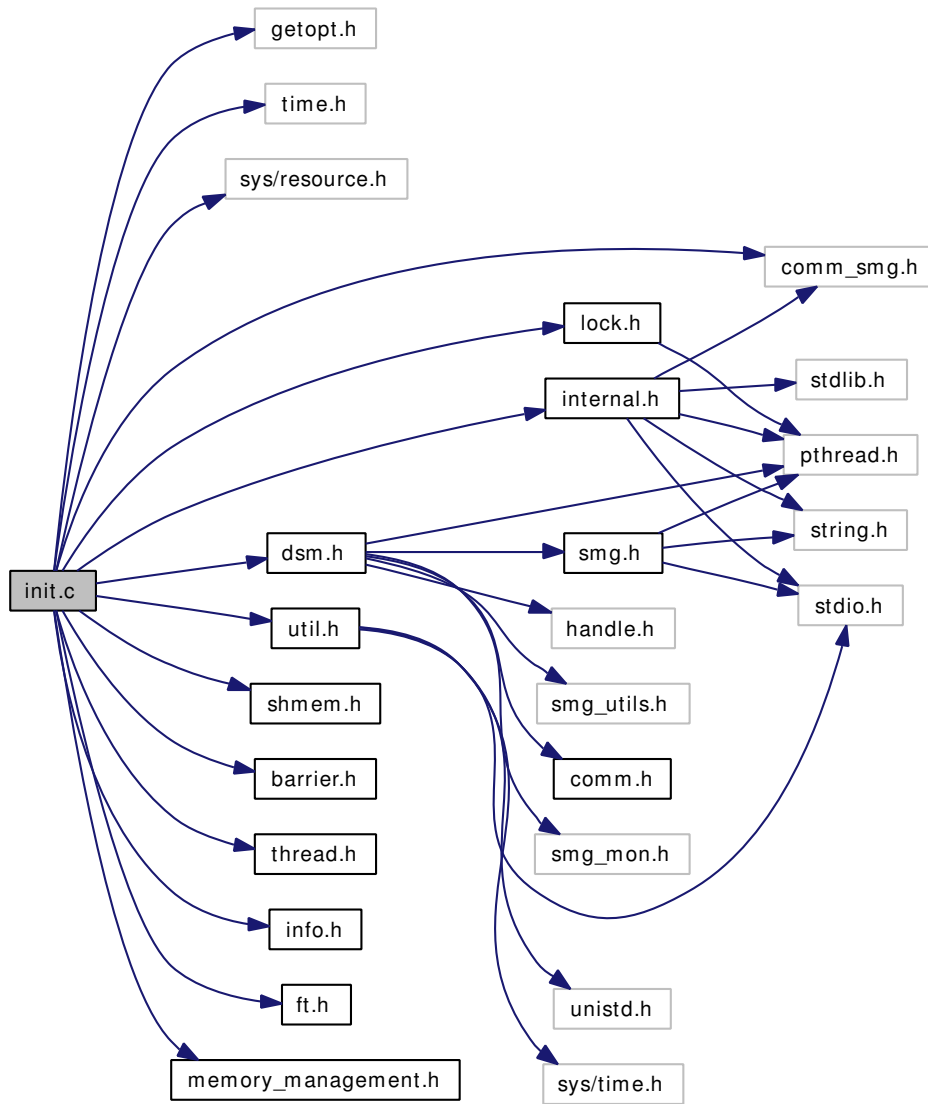 getopt.h
time.h
sys/resource.h
comm_smg.h
lock.h
stdlib.h
internal.h
pthread.h
string.h
dsm.h
smg.h
init.c
stdio.h
util.h
handle.h
shmem.h
smg_utils.h
barrier.h
comm.h
thread.h
smg_mon.h
info.h
ft.h
unistd.h
memory_management.h
sys/time.h